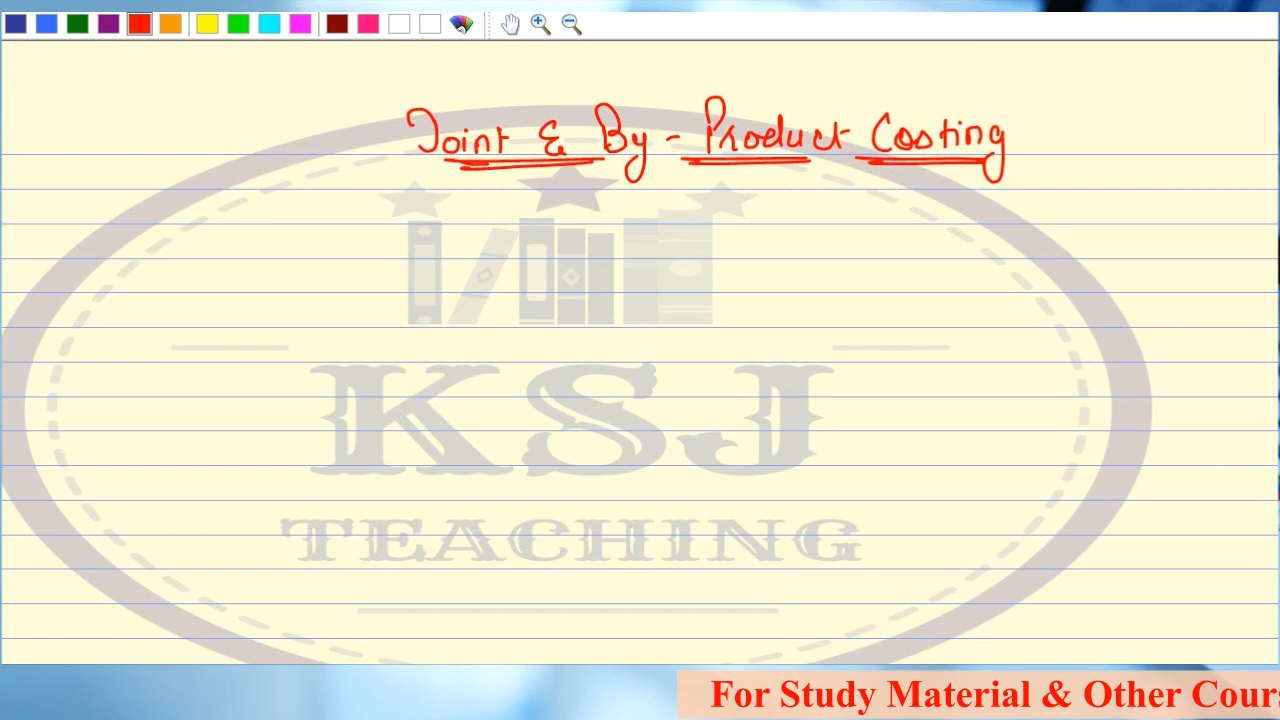 Joint & By-Product Costing
KSJ
TEACHING
For Study Material & Other Cour